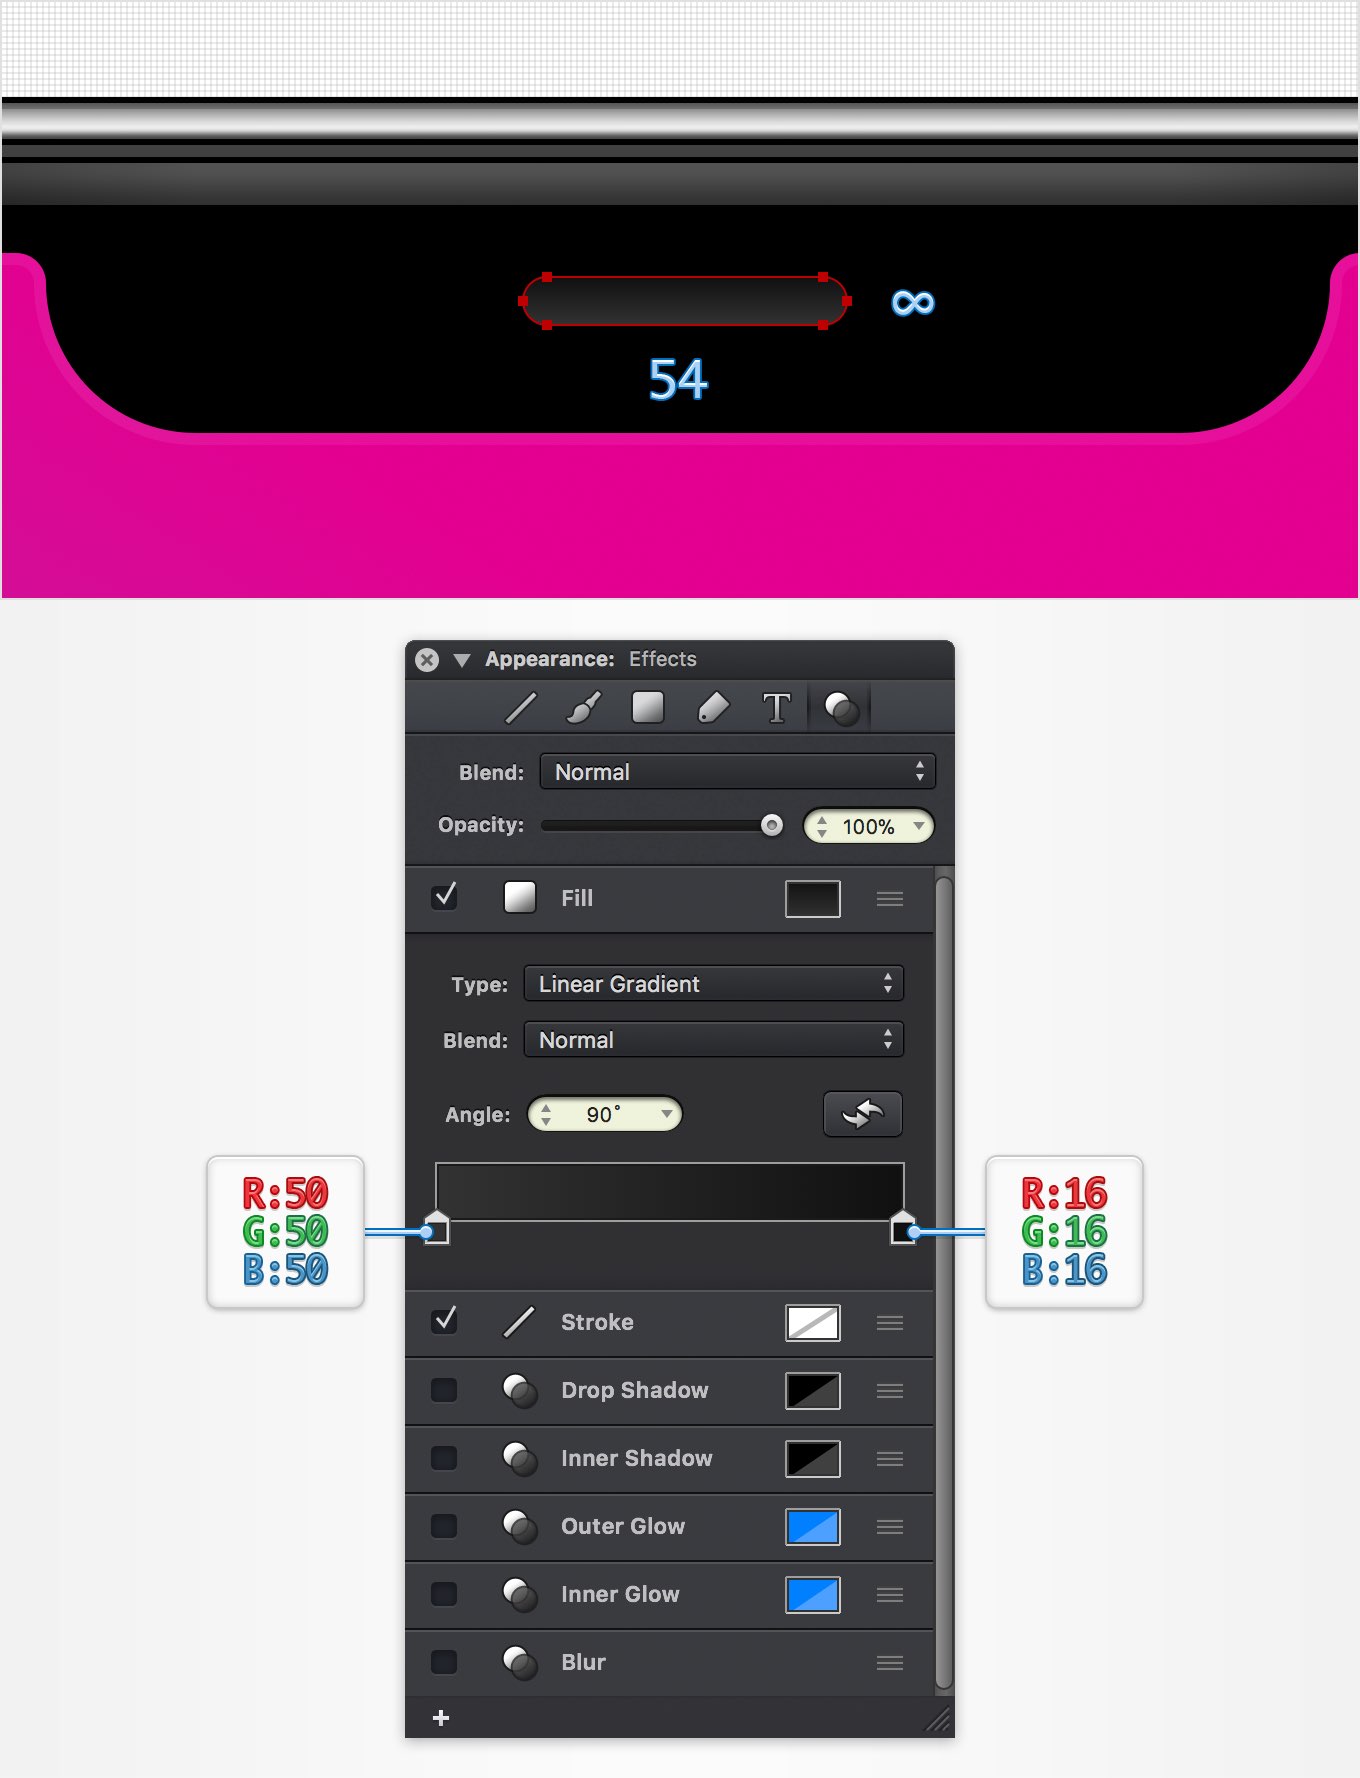 ∞
54
Appearance: Effects
T
Blend: Normal
Opacity: 100%
Fill
Type: Linear Gradient
Blend: Normal
Angle: 90°
R:50
G:50
B:50
R:16
G:16
B:16
Stroke
Drop Shadow
Inner Shadow
Outer Glow
Inner Glow
Blur
+